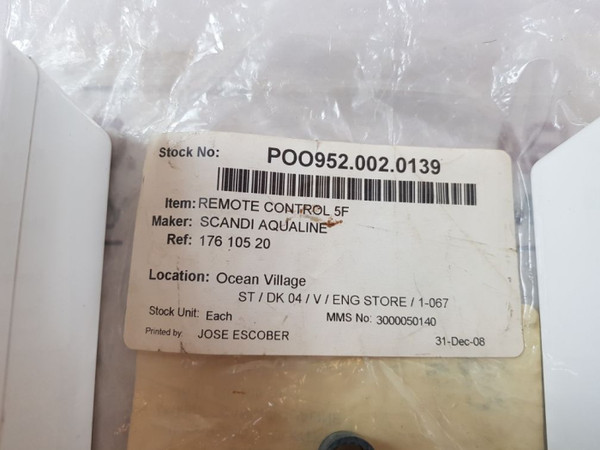 Stock No: POO952.002.0139
Item: REMOTE CONTROL 5F
Maker: SCANDI AQUALINE
Ref: 176 105 20
Location: Ocean Village
ST / DK 04 / V / ENG STORE / 1-067
Stock Unit: Each MMS No: 3000050140
Printed by: JOSE ESCOBER 31-Dec-08